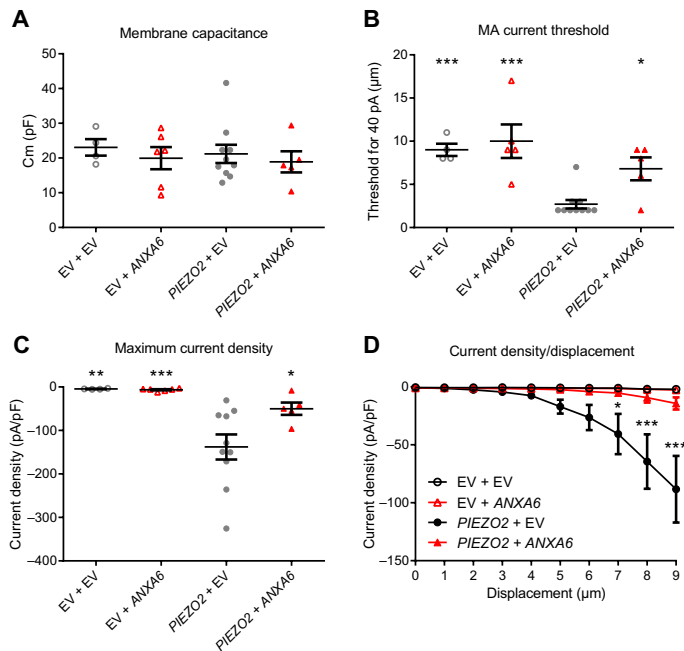 A
Membrane capacitance
Cm (pF)
50
40
30
20
10
0
EV + EV
EV + ANXA6
PIEZO2 + EV
PIEZO2 + ANXA6
B
MA current threshold
Threshold for 40 pA (µm)
20
15
10
5
0
***
***
*
EV + EV
EV + ANXA6
PIEZO2 + EV
PIEZO2 + ANXA6
C
Maximum current density
Current density (pA/pF)
0
–100
–200
–300
–400
**
***
*
EV + EV
EV + ANXA6
PIEZO2 + EV
PIEZO2 + ANXA6
D
Current density/displacement
Current density (pA/pF)
0
–50
–100
–150
*
***
***
EV + EV
EV + ANXA6
PIEZO2 + EV
PIEZO2 + ANXA6
0 1 2 3 4 5 6 7 8 9
Displacement (µm)